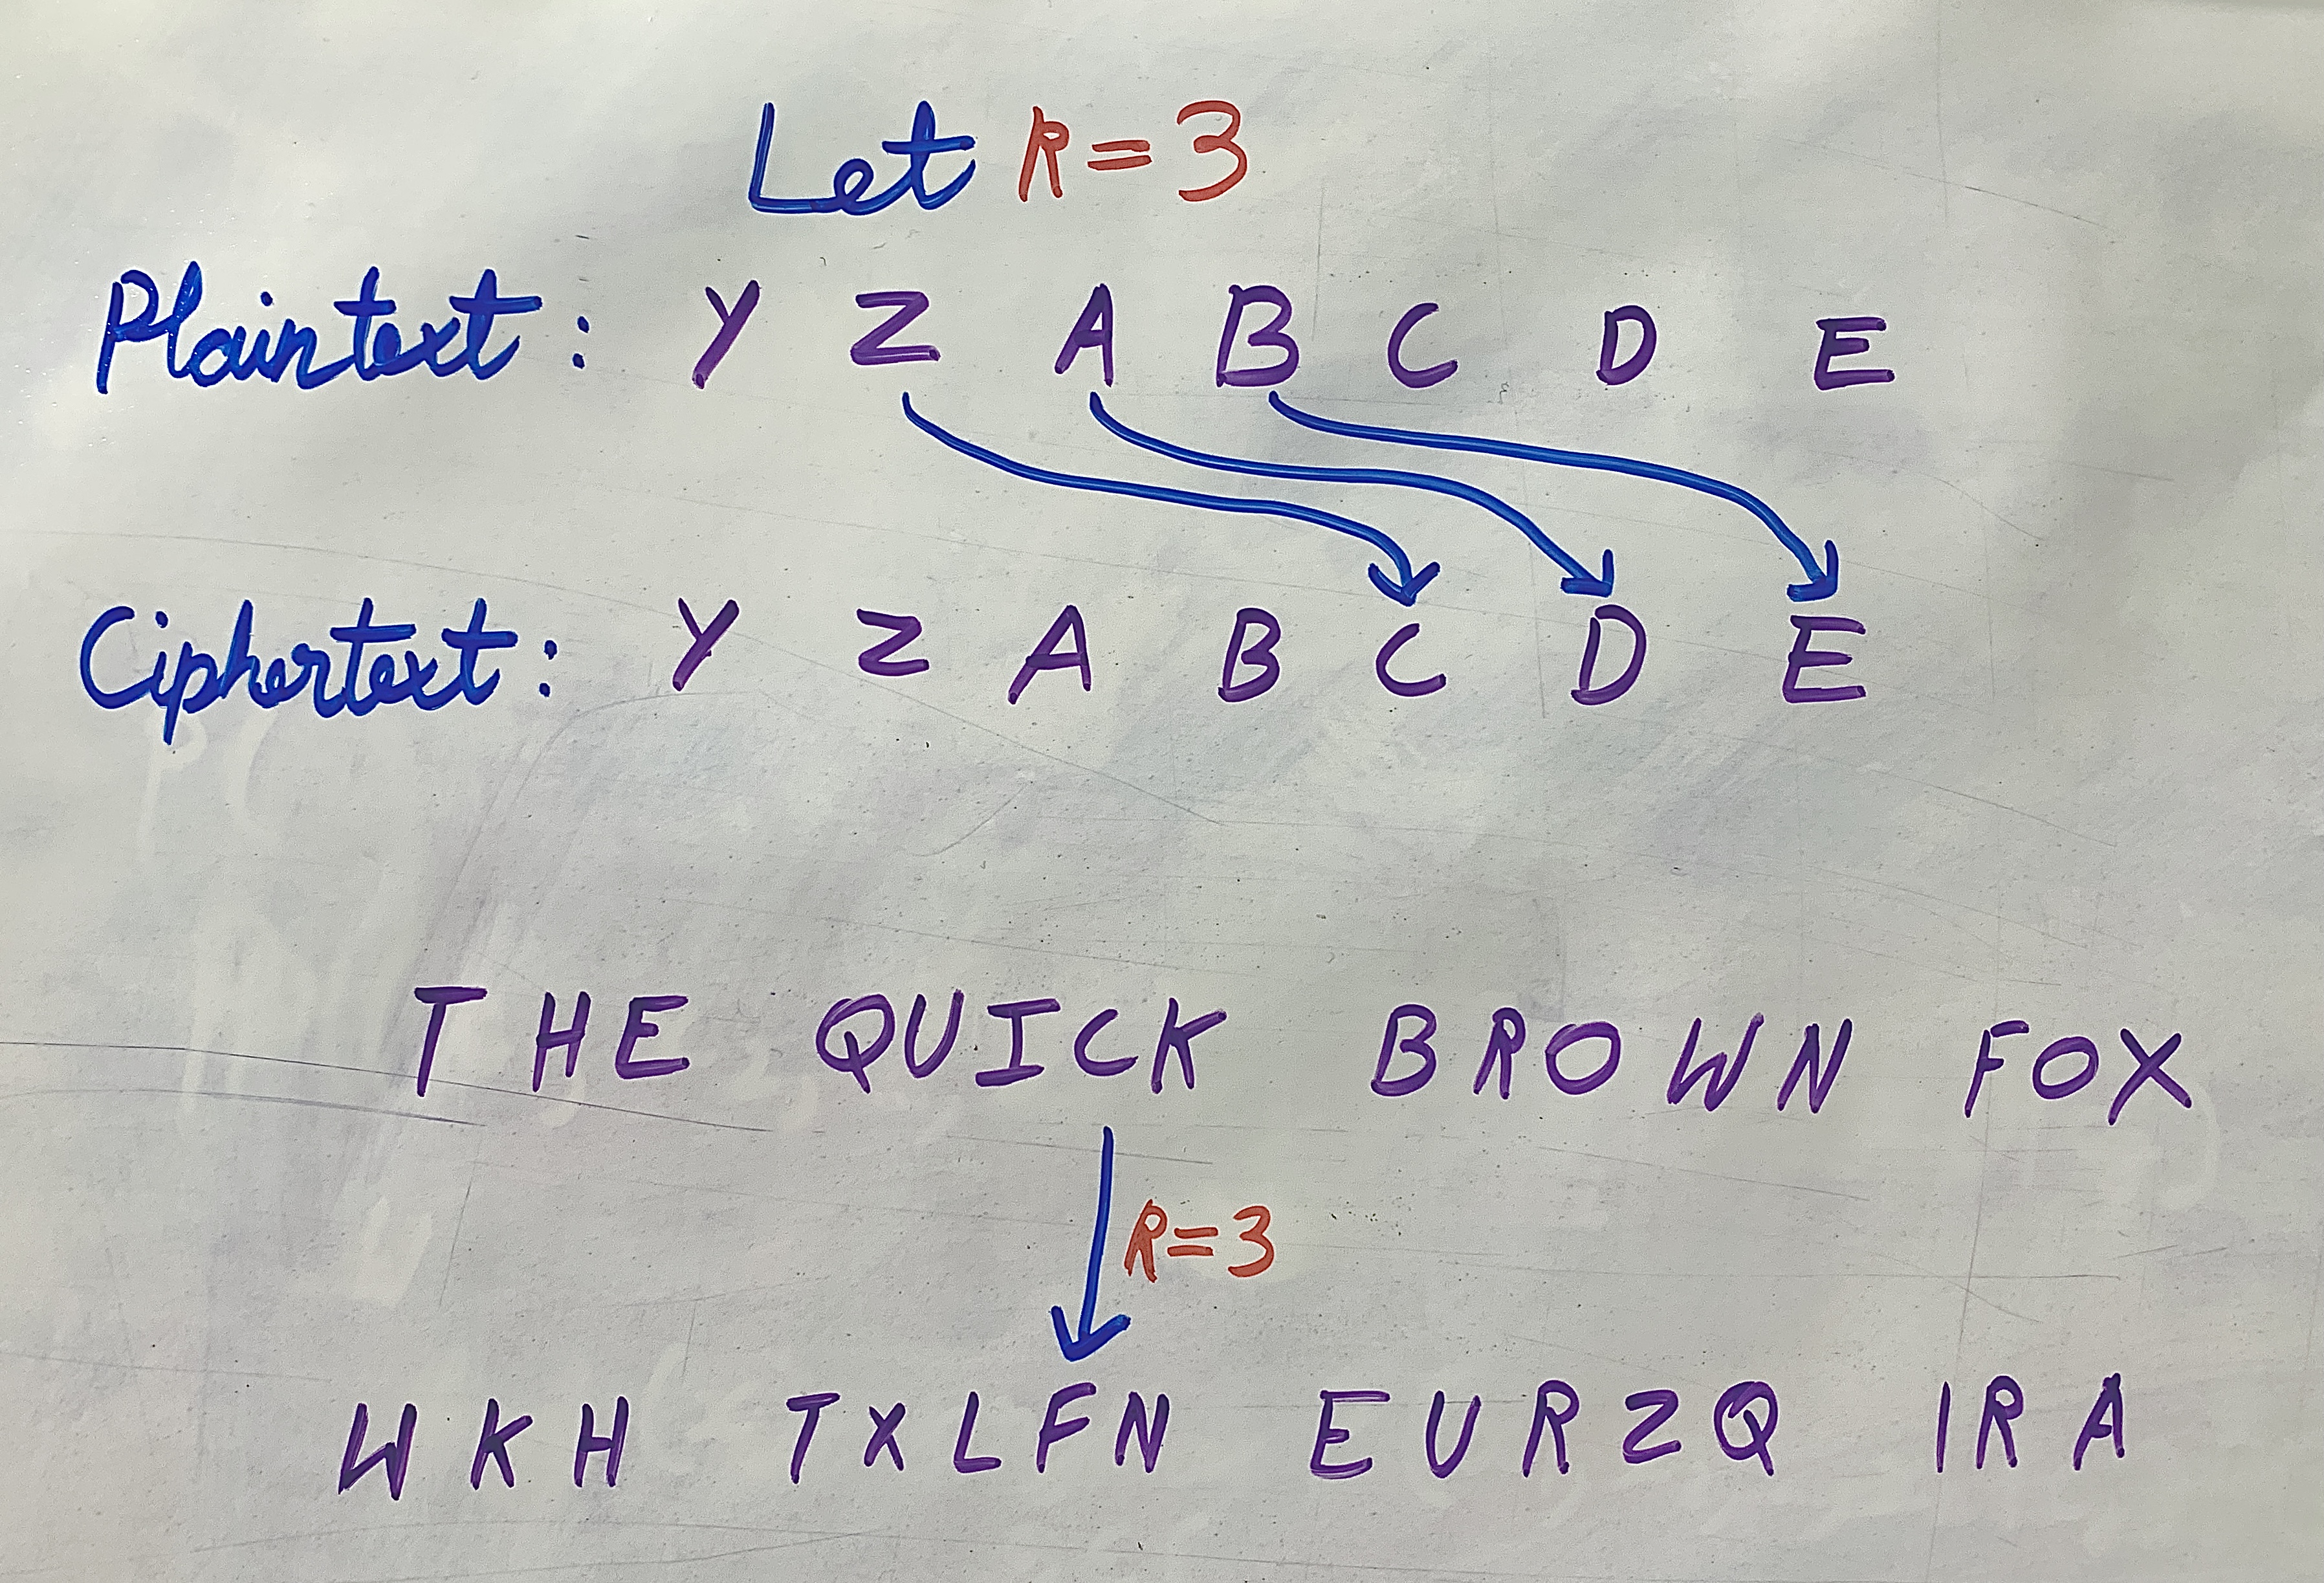 Let R=3
Plaintext: Y Z A B C D E
Ciphertext: Y Z A B C D E
THE QUICK BROWN FOX
R=3
WKH TXLFN EURZQ IRA